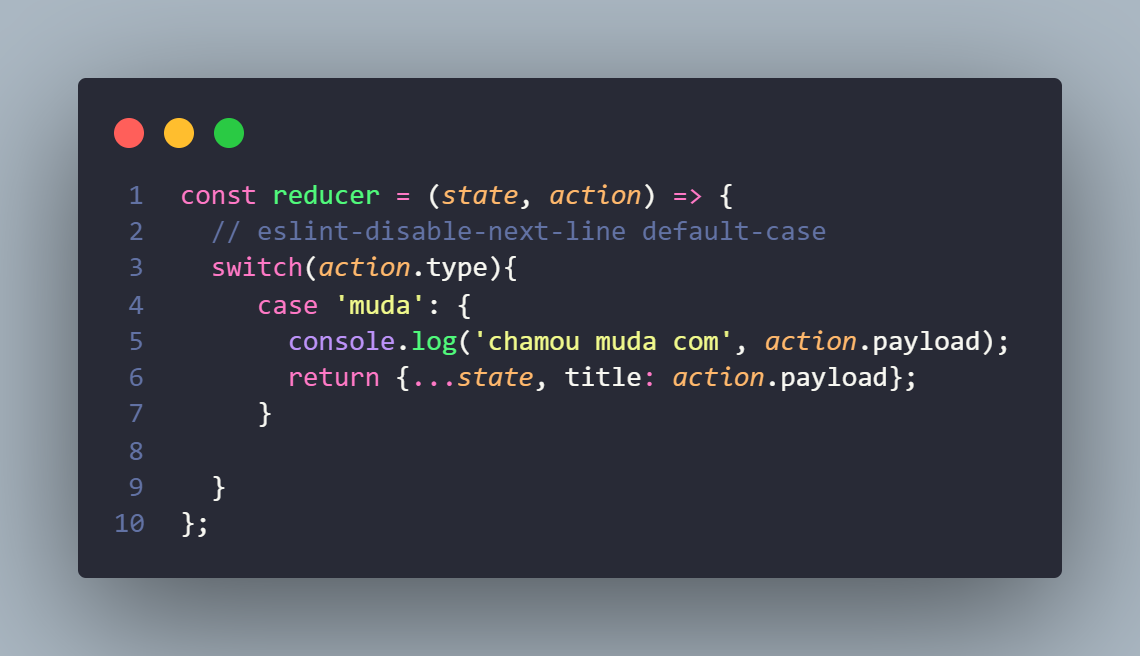 1 const reducer = (state, action) => {
2 // eslint-disable-next-line default-case
3 switch(action.type){
4 case 'muda': {
5 console.log('chamou muda com', action.payload);
6 return {...state, title: action.payload};
7 }
8
9 }
10 };